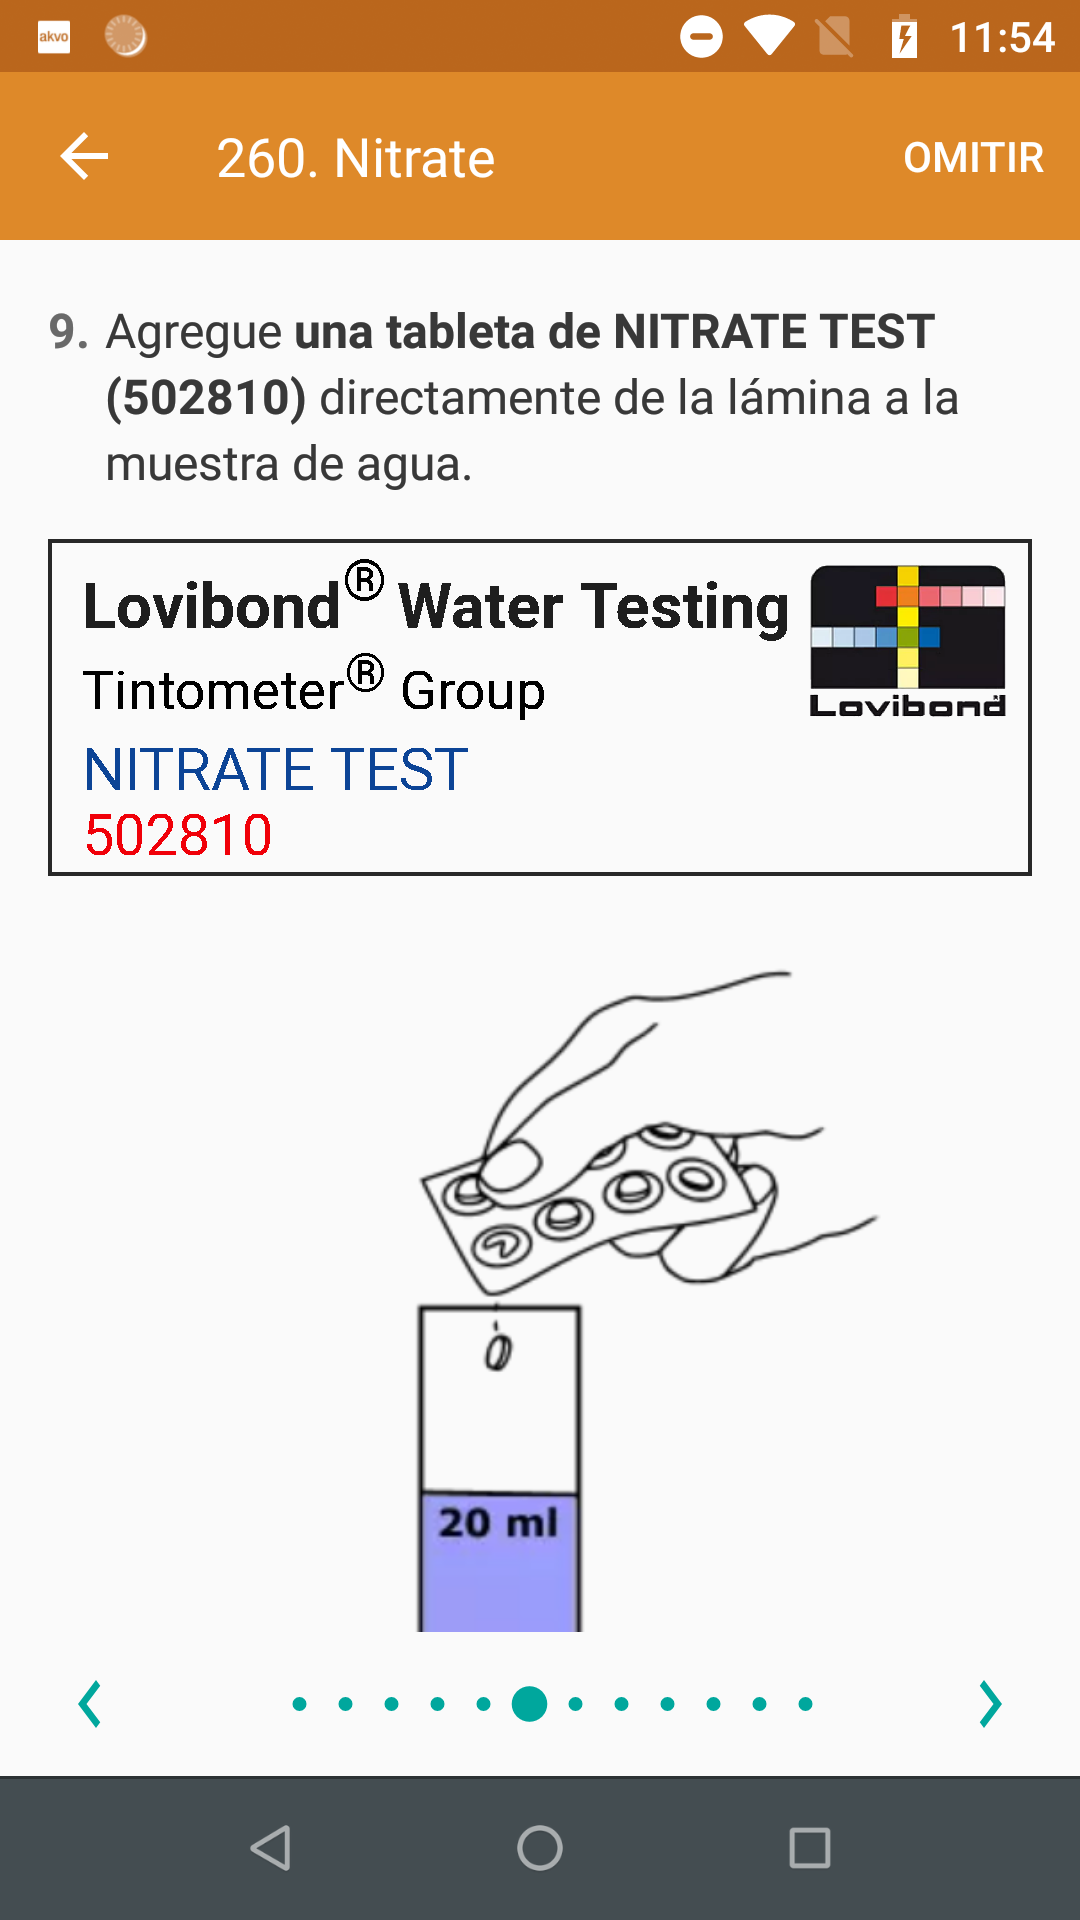 akvo
11:54
260. Nitrate
OMITIR
9. Agregue una tableta de NITRATE TEST
(502810) directamente de la lámina a la
muestra de agua.
Lovibond® Water Testing
Tintometer® Group
Lovibond
NITRATE TEST
502810
20 ml